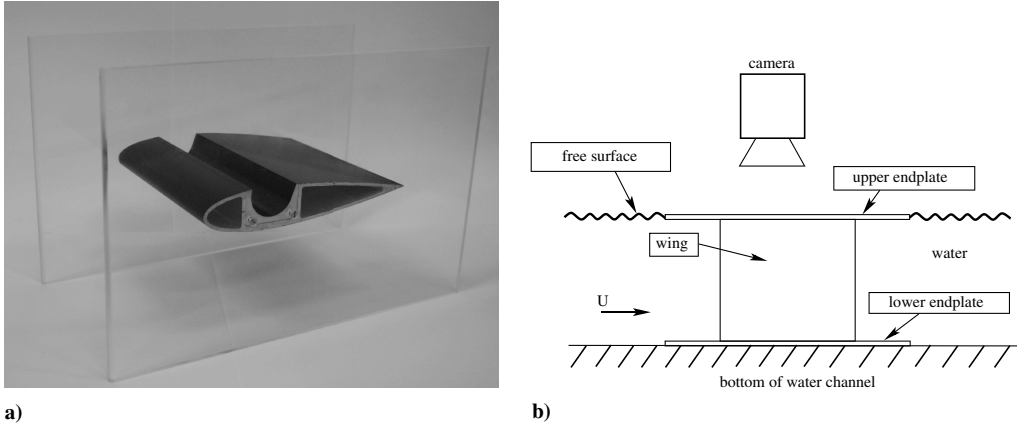 camera
free surface
upper endplate
wing
water
lower endplate
U
bottom of water channel
a)
b)